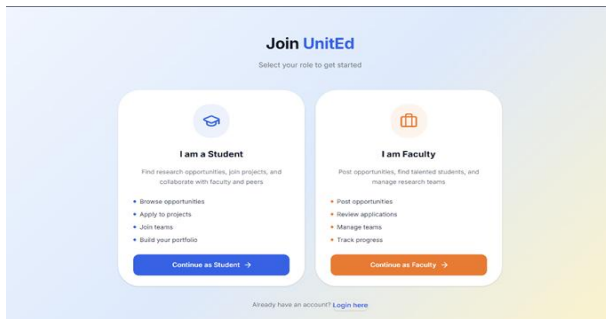 Join UnitEd
Select your role to get started
I am a Student
Find research opportunities, join projects, and
collaborate with faculty and peers
• Browse opportunities
• Apply to projects
• Join teams
• Build your portfolio
Continue as Student →
I am Faculty
Post opportunities, find talented students, and
manage research teams
• Post opportunities
• Review applications
• Manage teams
• Track progress
Continue as Faculty →
Already have an account? Login here